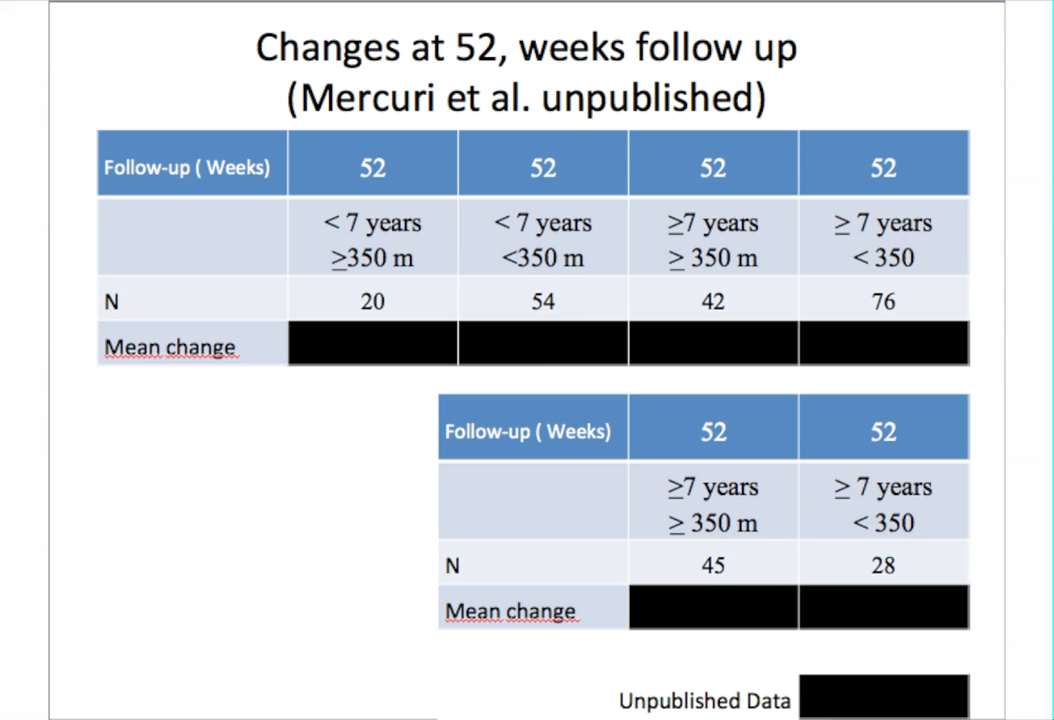 Changes at 52, weeks follow up
(Mercuri et al. unpublished)
Follow-up ( Weeks) 52 52 52 52
< 7 years < 7 years ≥7 years ≥ 7 years
≥350 m <350 m ≥ 350 m < 350
N 20 54 42 76
Mean change
Follow-up ( Weeks) 52 52
≥7 years ≥ 7 years
≥ 350 m < 350
N 45 28
Mean change
Unpublished Data